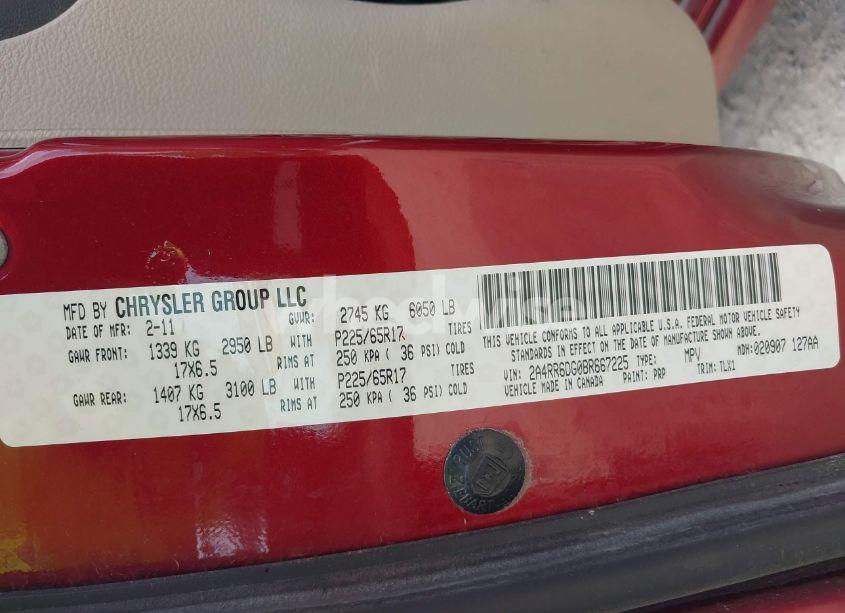 MFD BY CHRYSLER GROUP LLC
DATE OF MFR: 2-11 GVWR: 2745 KG 6050 LB
GAWR FRONT: 1339 KG 2950 LB WITH P225/65R17 TIRES
17X6.5 RIMS AT 250 KPA ( 36 PSI) COLD
GAWR REAR: 1407 KG 3100 LB WITH P225/65R17 TIRES
17X6.5 RIMS AT 250 KPA ( 36 PSI) COLD
THIS VEHICLE CONFORMS TO ALL APPLICABLE U.S.A. FEDERAL MOTOR VEHICLE SAFETY
STANDARDS IN EFFECT ON THE DATE OF MANUFACTURE SHOWN ABOVE.
VIN: 2A4RR6DG0BR667225 TYPE: MPV MDH: 020907 127AA
VEHICLE MADE IN CANADA PAINT: PRP TRIM: TLX1